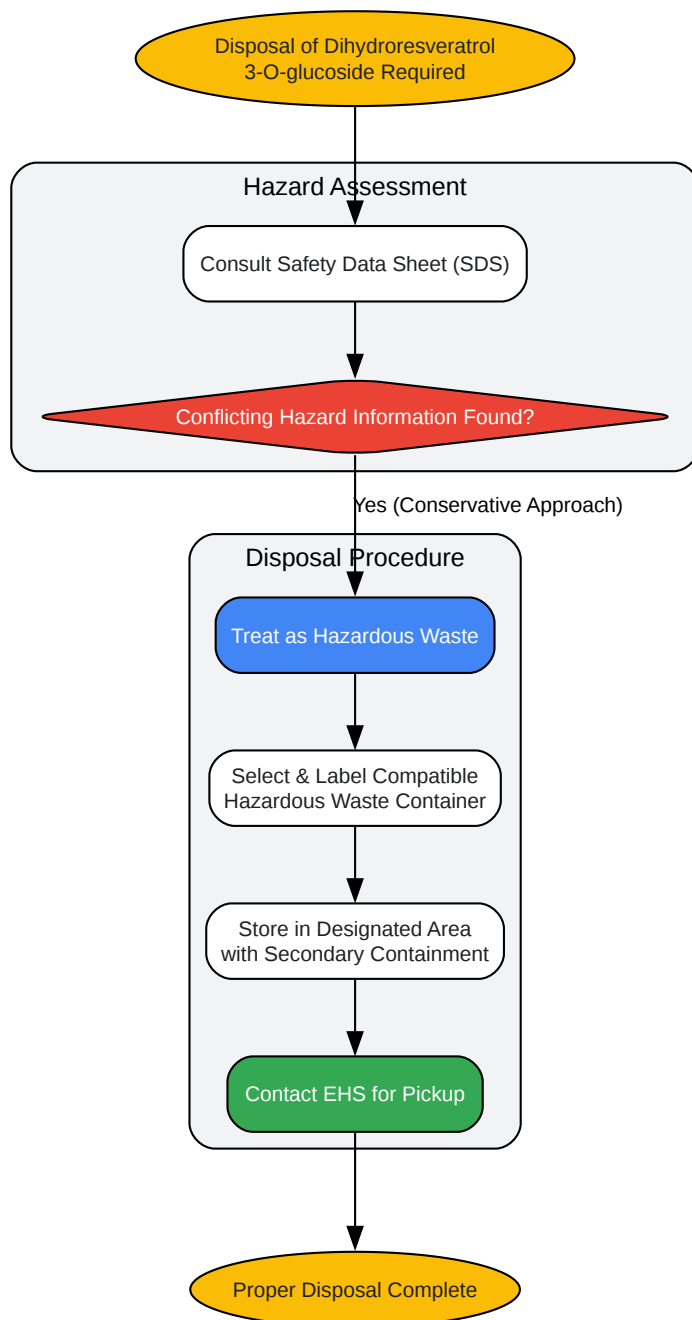 Disposal of Dihydroresveratrol
3-O-glucoside Required
Hazard Assessment
Consult Safety Data Sheet (SDS)
Conflicting Hazard Information Found?
Yes (Conservative Approach)
Disposal Procedure
Treat as Hazardous Waste
Select & Label Compatible
Hazardous Waste Container
Store in Designated Area
with Secondary Containment
Contact EHS for Pickup
Proper Disposal Complete